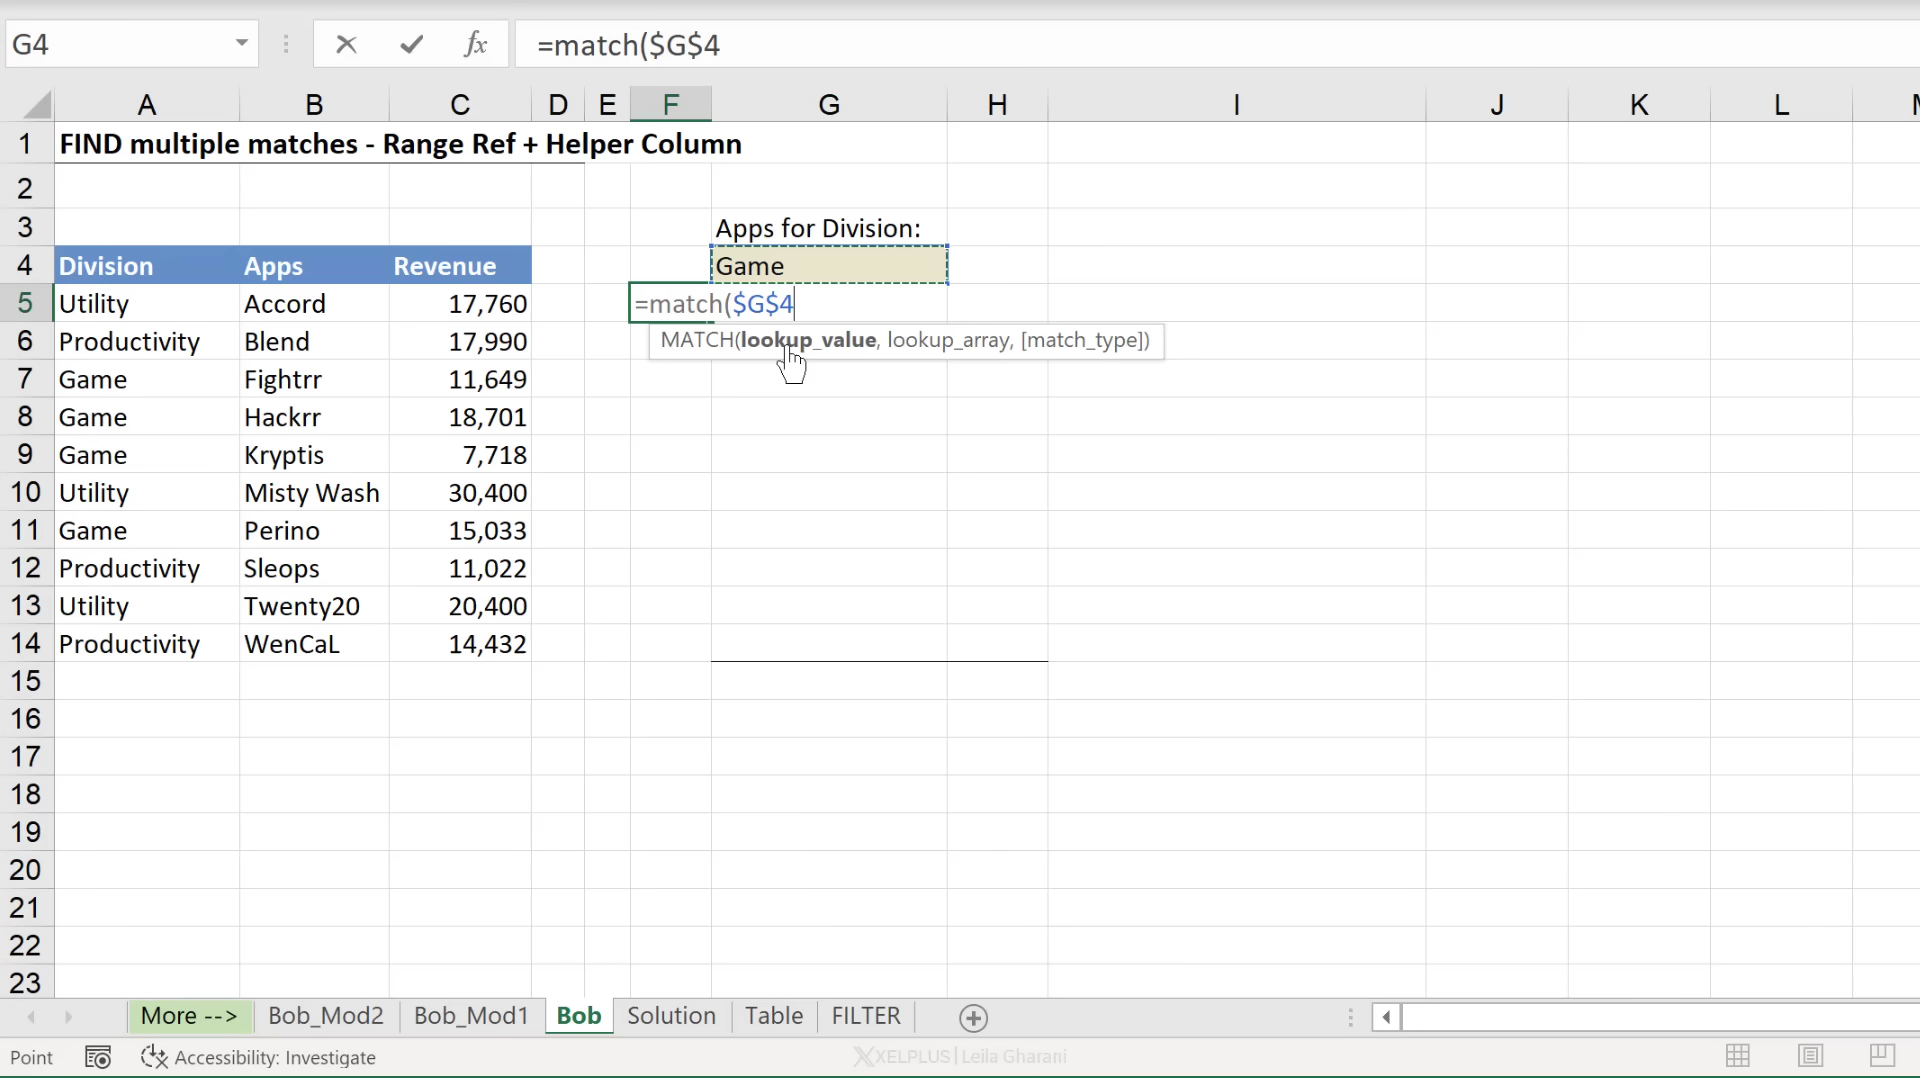 G4 fx =match($G$4
A B C D E F G H I J K L
1 FIND multiple matches - Range Ref + Helper Column
2
3 Apps for Division:
4 Division Apps Revenue Game
5 Utility Accord 17,760 =match($G$4
6 Productivity Blend 17,990 MATCH(lookup_value, lookup_array, [match_type])
7 Game Fightrr 11,649
8 Game Hackrr 18,701
9 Game Kryptis 7,718
10 Utility Misty Wash 30,400
11 Game Perino 15,033
12 Productivity Sleops 11,022
13 Utility Twenty20 20,400
14 Productivity WenCaL 14,432
15
16
17
18
19
20
21
22
23
More --> Bob_Mod2 Bob_Mod1 Bob Solution Table FILTER
Point Accessibility: Investigate XELPLUS | Leila Gharani